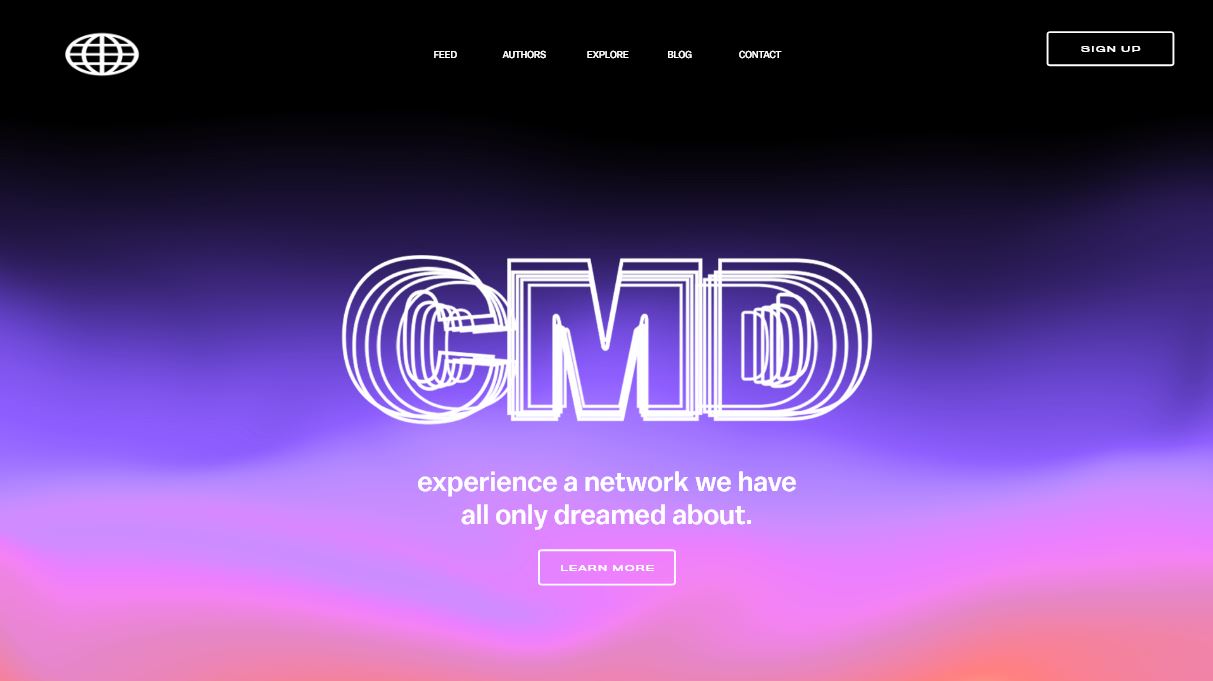 FEED AUTHORS EXPLORE BLOG CONTACT SIGN UP
CMD
experience a network we have
all only dreamed about.
LEARN MORE